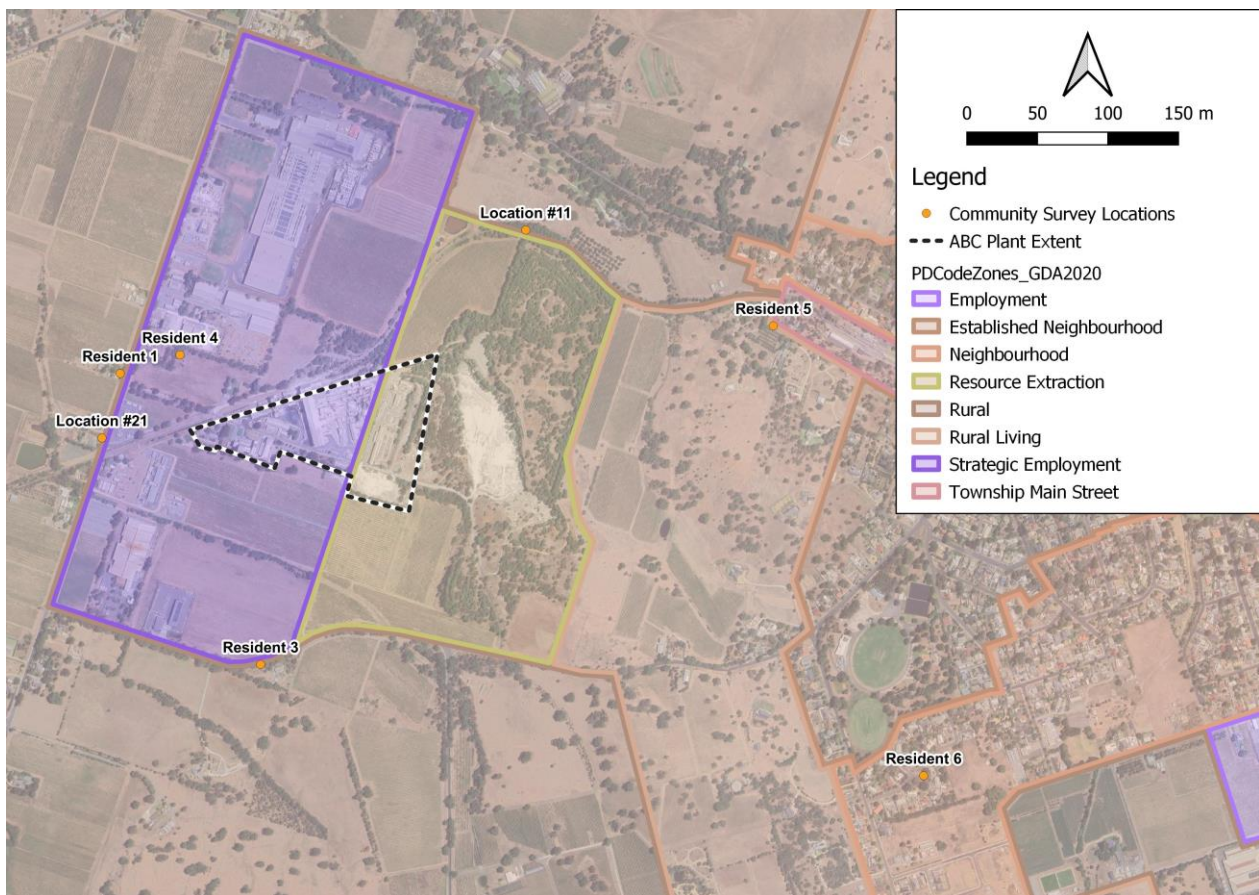 Location #11
Resident 5
Resident 4
Resident 1
Location #21
Resident 3
Resident 6
0 50 100 150 m
Legend
Community Survey Locations
ABC Plant Extent
PDCodeZones_GDA2020
Employment
Established Neighbourhood
Neighbourhood
Resource Extraction
Rural
Rural Living
Strategic Employment
Township Main Street